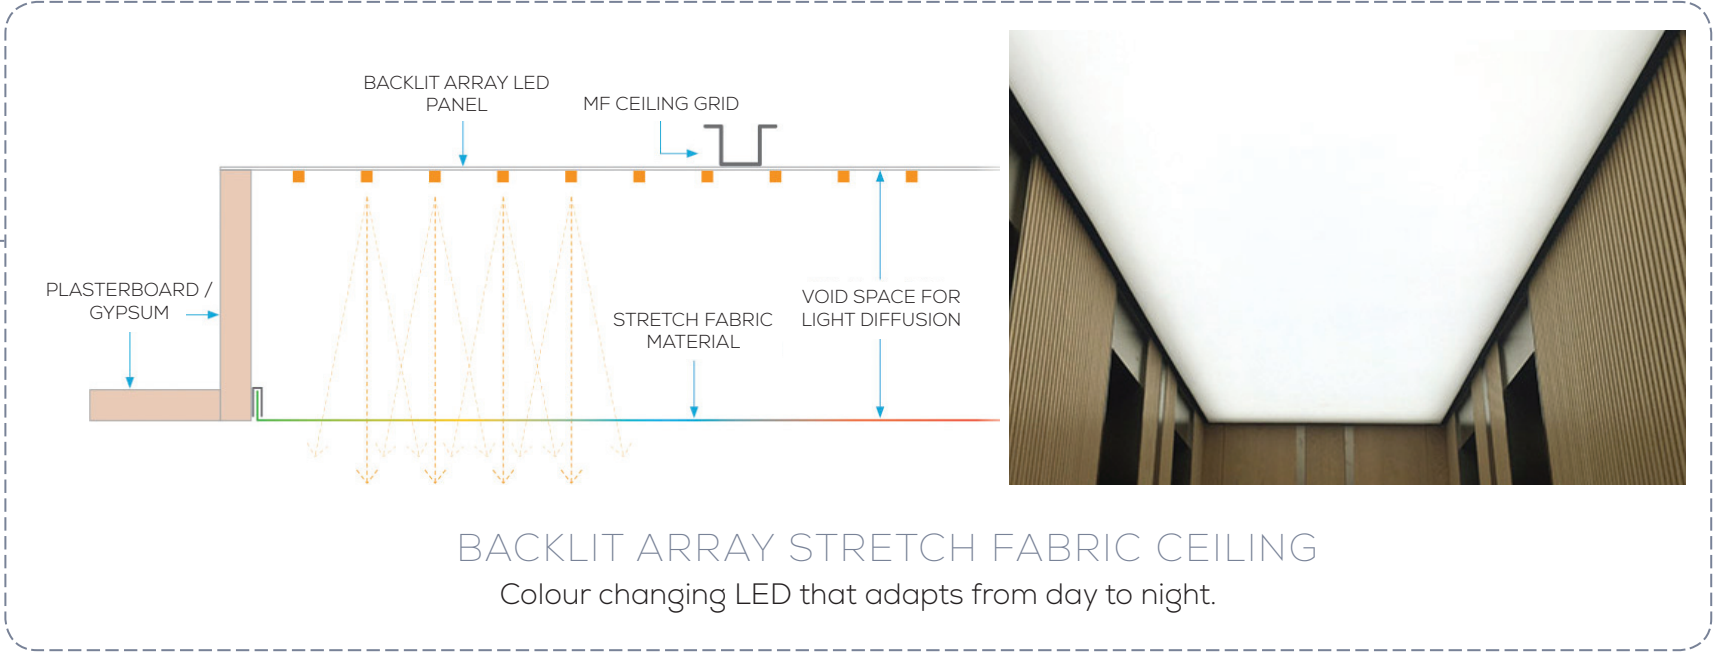 BACKLIT ARRAY LED
PANEL
MF CEILING GRID
PLASTERBOARD /
GYPSUM
STRETCH FABRIC
MATERIAL
VOID SPACE FOR
LIGHT DIFFUSION
BACKLIT ARRAY STRETCH FABRIC CEILING
Colour changing LED that adapts from day to night.